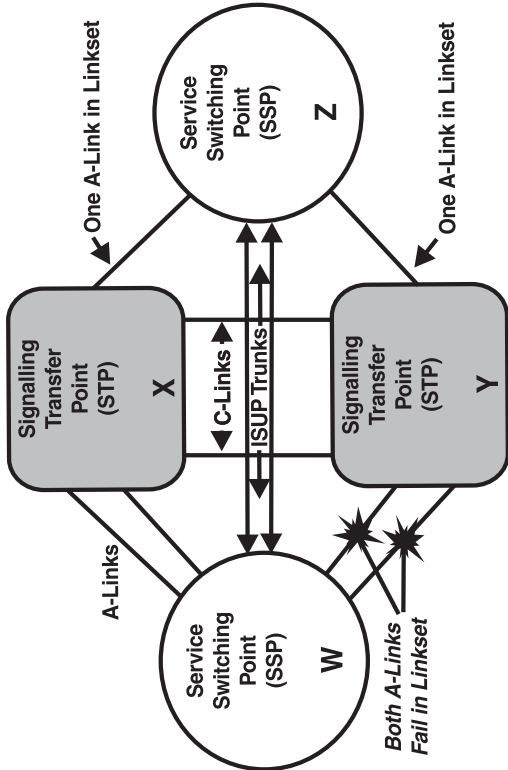 Signalling
Transfer
Point
(STP)
X
One A-Link in Linkset
A-Links
Service
Switching
Point
(SSP)
W
C-Links
ISUP Trunks
Service
Switching
Point
(SSP)
Z
Both A-Links
Fail in Linkset
Signalling
Transfer
Point
(STP)
Y
One A-Link in Linkset